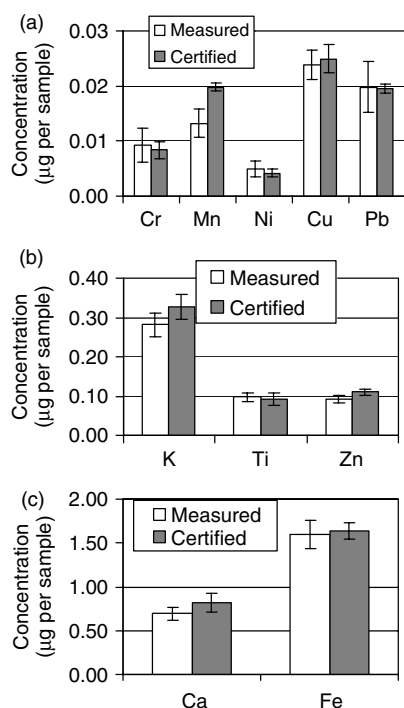 (a)
Concentration
(µg per sample)
0.03
0.02
0.01
0.00
Measured
Certified
Cr Mn Ni Cu Pb
(b)
Concentration
(µg per sample)
0.40
0.30
0.20
0.10
0.00
Measured
Certified
K Ti Zn
(c)
Concentration
(µg per sample)
2.00
1.50
1.00
0.50
0.00
Measured
Certified
Ca Fe